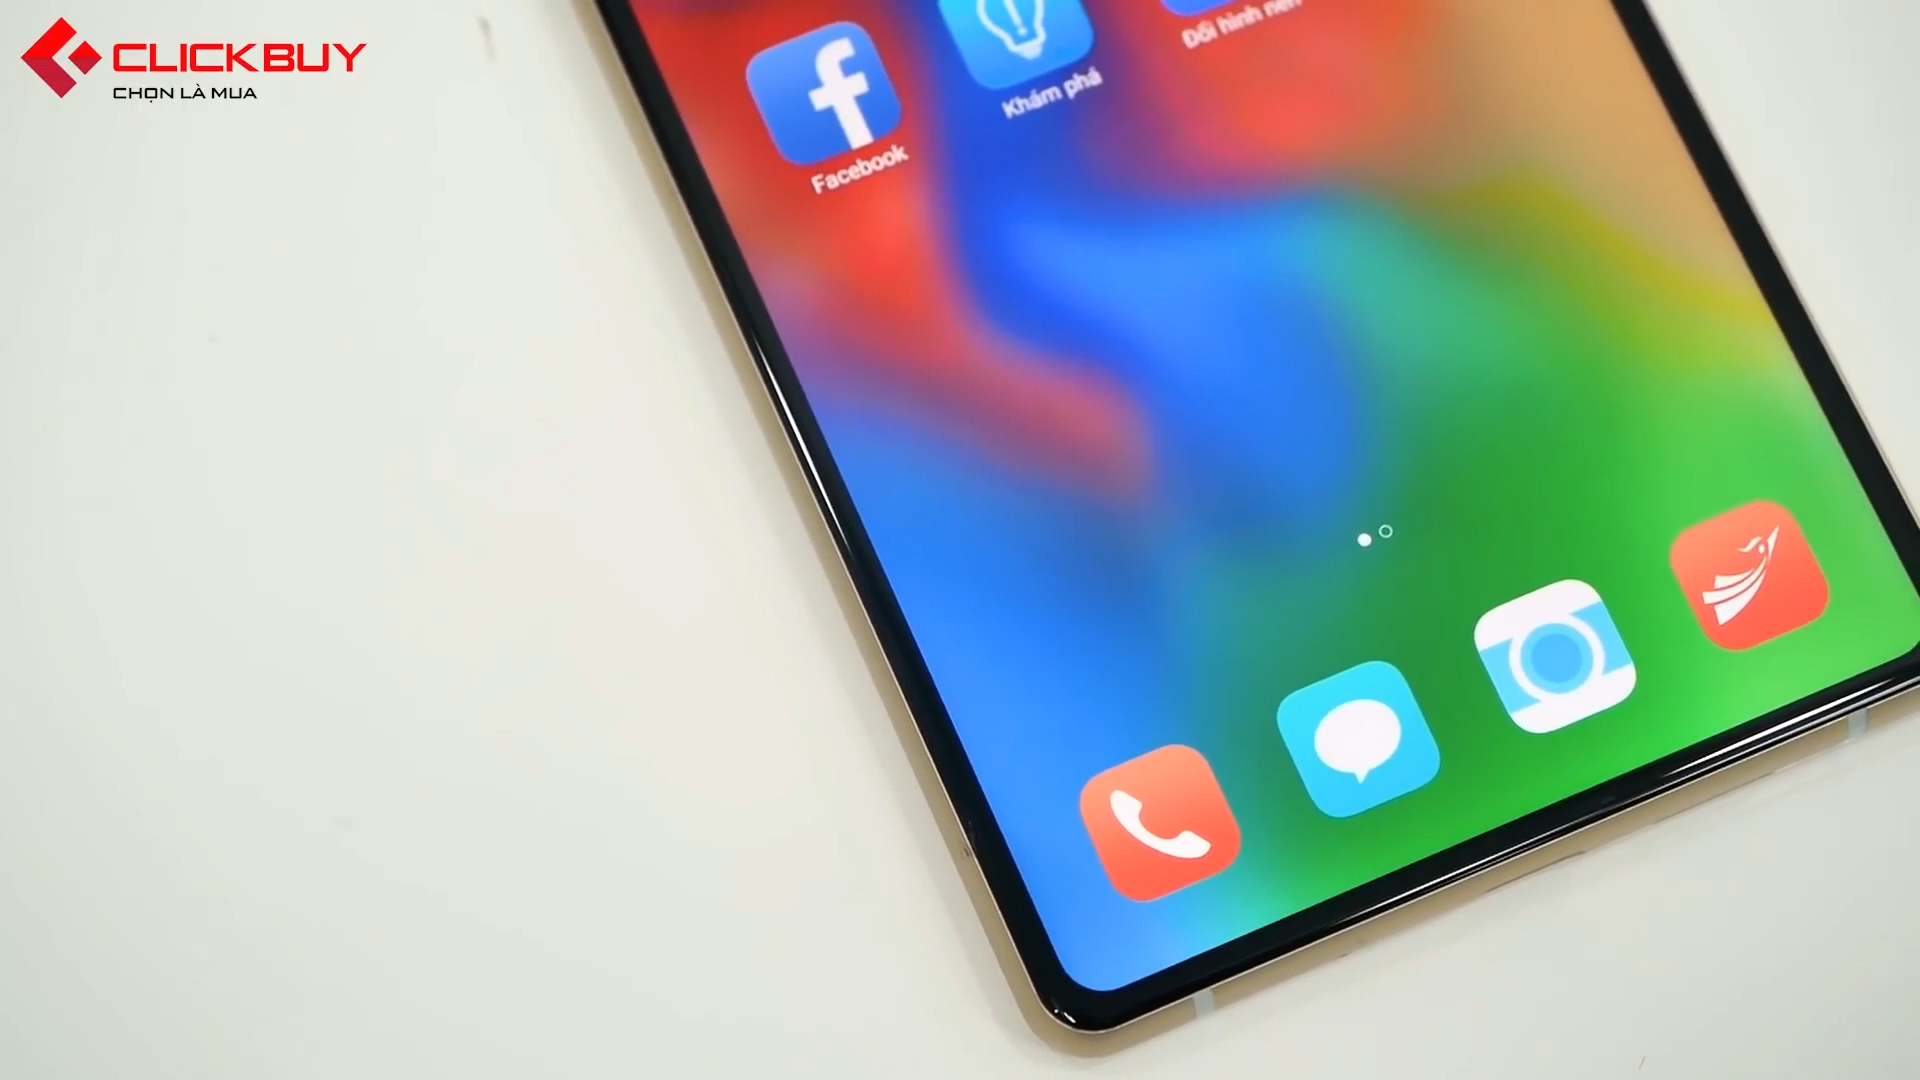 CLICKBUY
CHỌN LÀ MUA
Đổi hình nền
Khám phá
Facebook